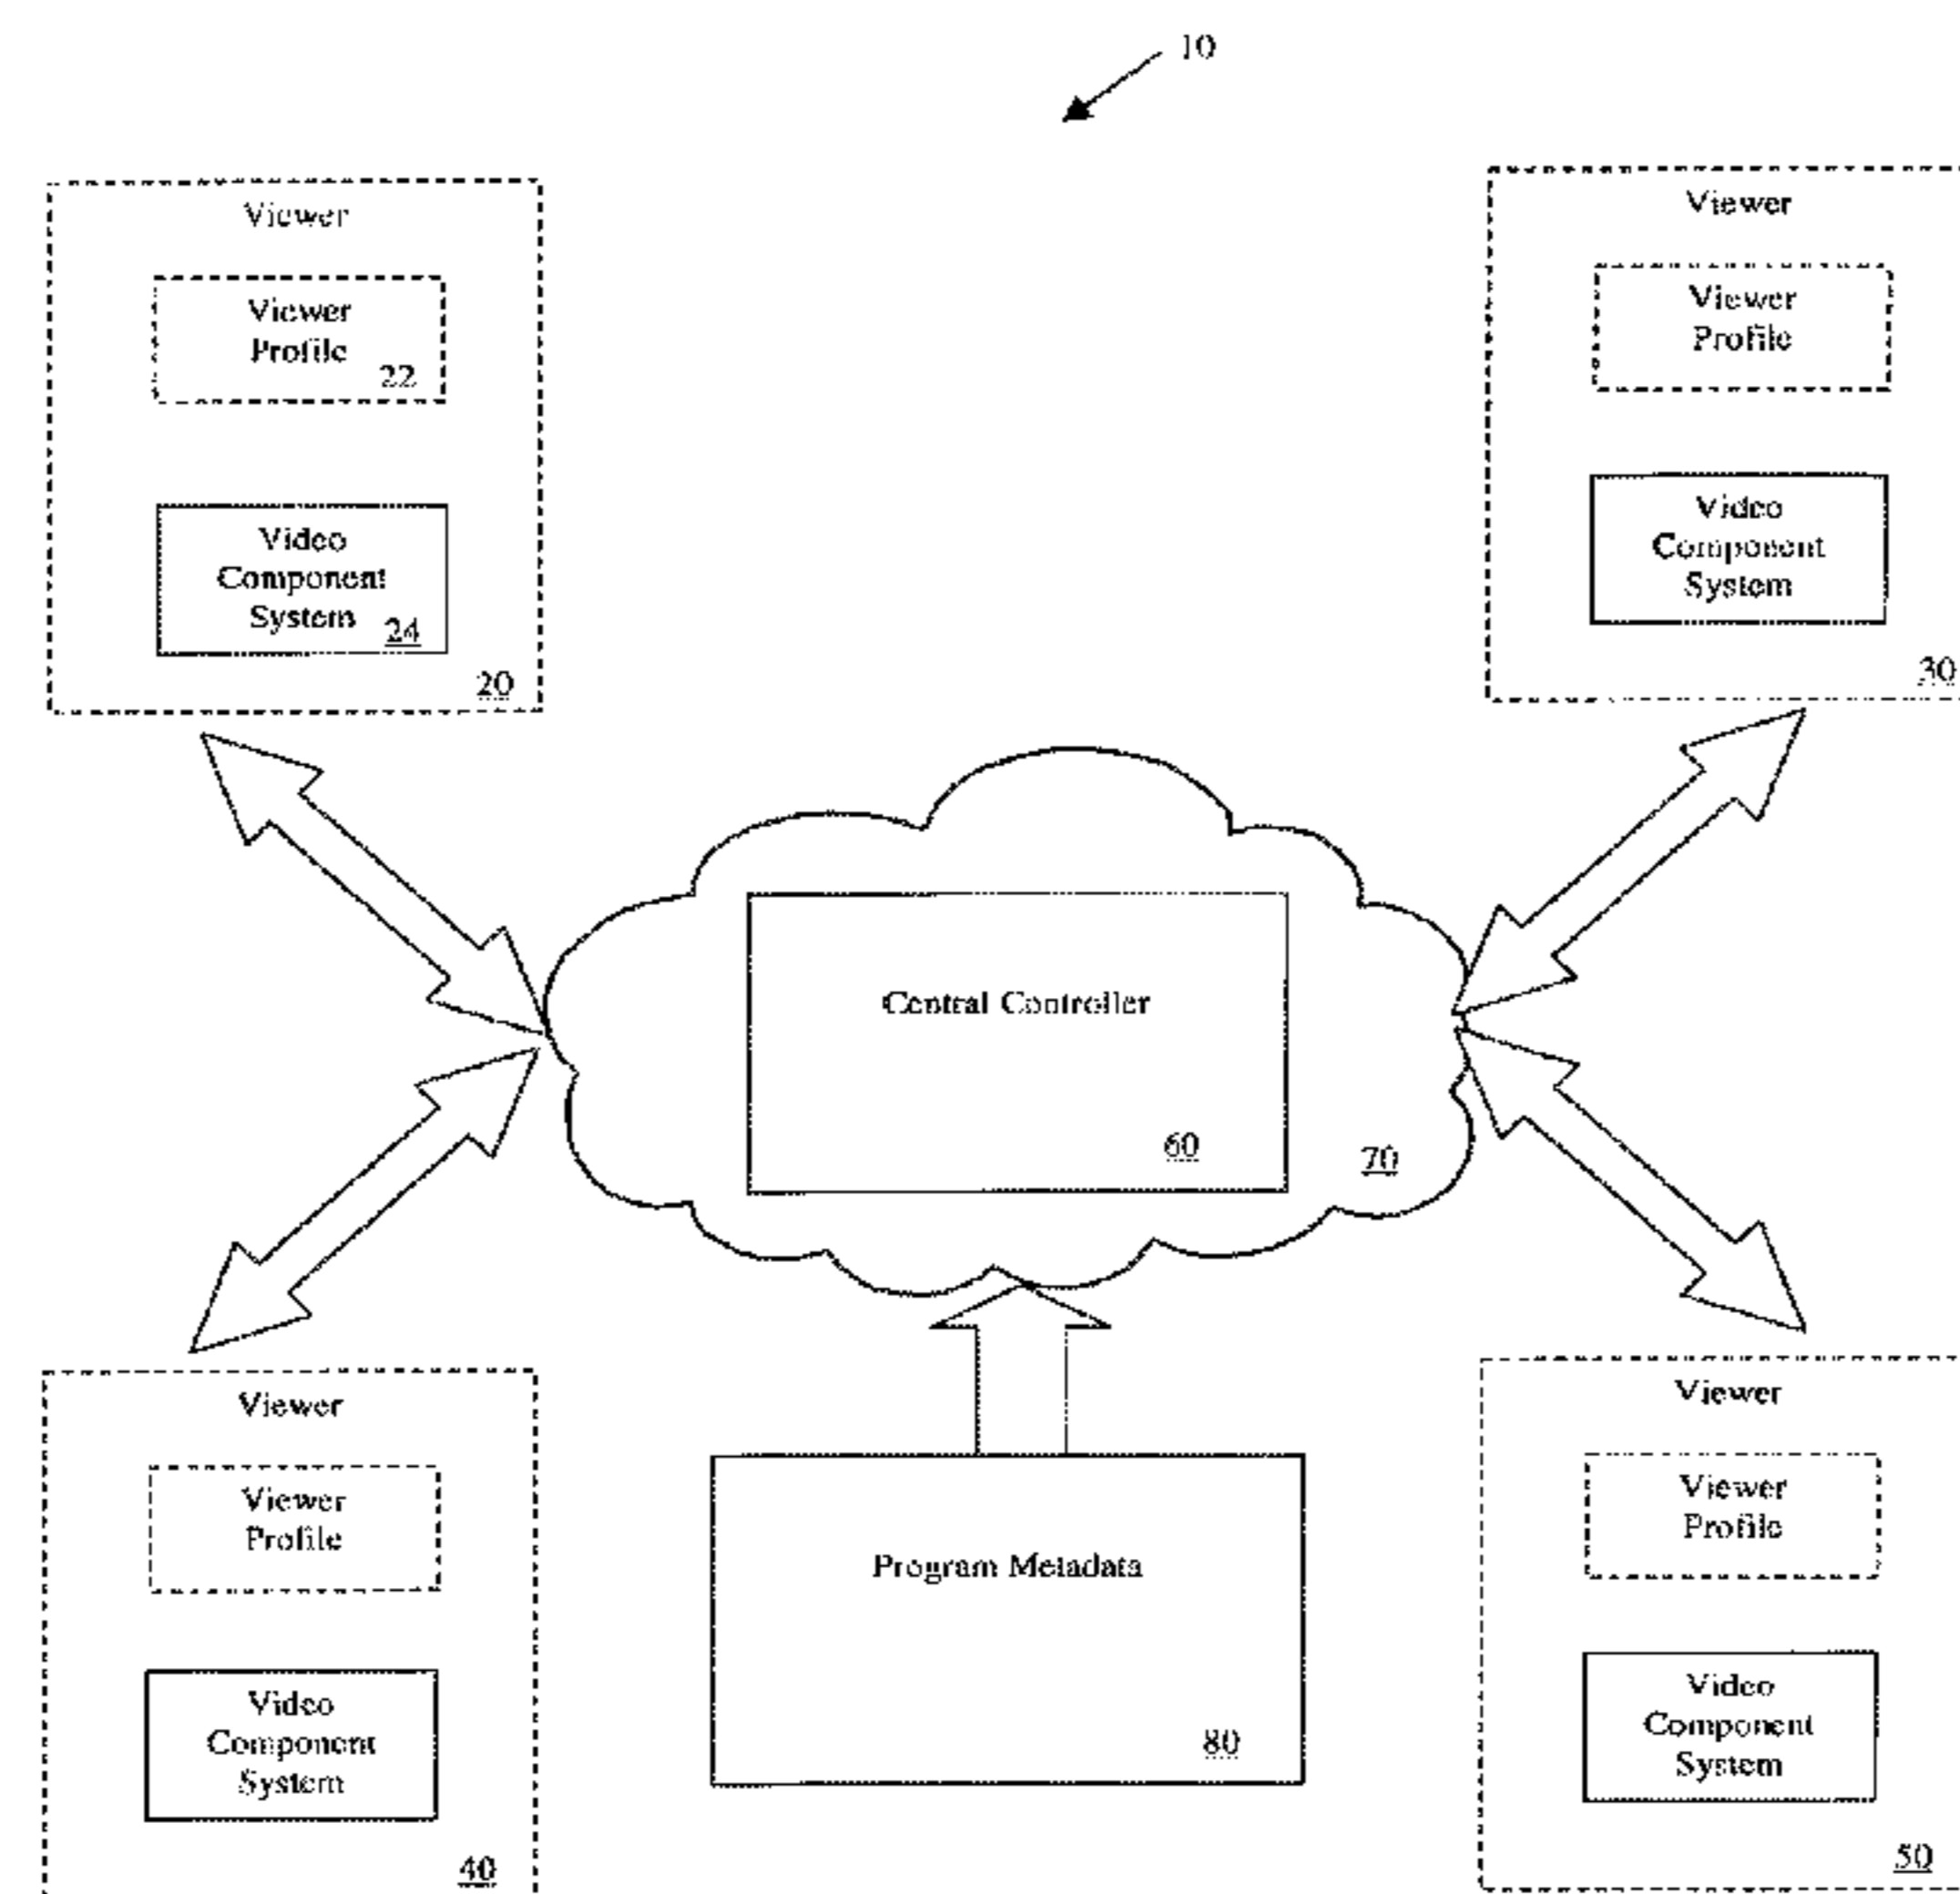 10
Viewer
Viewer
Profile
22
Video
Component
System
24
20
Viewer
Viewer
Profile
Video
Component
System
30
Central Controller
60
70
Viewer
Viewer
Profile
Video
Component
System
40
Program Metadata
80
Viewer
Viewer
Profile
Video
Component
System
50